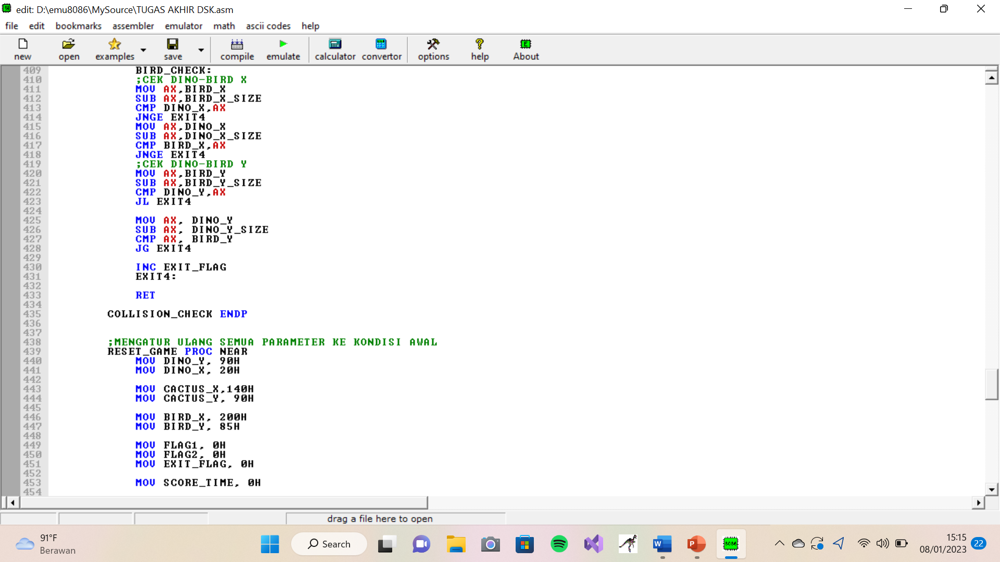 edit: D:\emu8086\MySource\TUGAS AKHIR DSK.asm
file edit bookmarks assembler emulator math ascii codes help
new open examples save compile emulate calculator convertor options help About
409 BIRD_CHECK:
410 ;CEK DINO-BIRD X
411 MOV AX,BIRD_X
412 SUB AX,BIRD_X_SIZE
413 CMP DINO_X,AX
414 JNGE EXIT4
415 MOV AX,DINO_X
416 SUB AX,DINO_X_SIZE
417 CMP BIRD_X,AX
418 JNGE EXIT4
419 ;CEK DINO-BIRD Y
420 MOV AX,BIRD_Y
421 SUB AX,BIRD_Y_SIZE
422 CMP DINO_Y,AX
423 JL EXIT4
424
425 MOV AX, DINO_Y
426 SUB AX, DINO_Y_SIZE
427 CMP AX, BIRD_Y
428 JG EXIT4
429
430 INC EXIT_FLAG
431 EXIT4:
432
433 RET
434
435 COLLISION_CHECK ENDP
436
437
438 ;MENGATUR ULANG SEMUA PARAMETER KE KONDISI AWAL
439 RESET_GAME PROC NEAR
440 MOV DINO_Y, 90H
441 MOV DINO_X, 20H
442
443 MOV CACTUS_X,140H
444 MOV CACTUS_Y, 90H
445
446 MOV BIRD_X, 200H
447 MOV BIRD_Y, 85H
448
449 MOV FLAG1, 0H
450 MOV FLAG2, 0H
451 MOV EXIT_FLAG, 0H
452
453 MOV SCORE_TIME, 0H
454
drag a file here to open
91°F
Berawan
Search
W
P
8086
15:15
08/01/2023
22